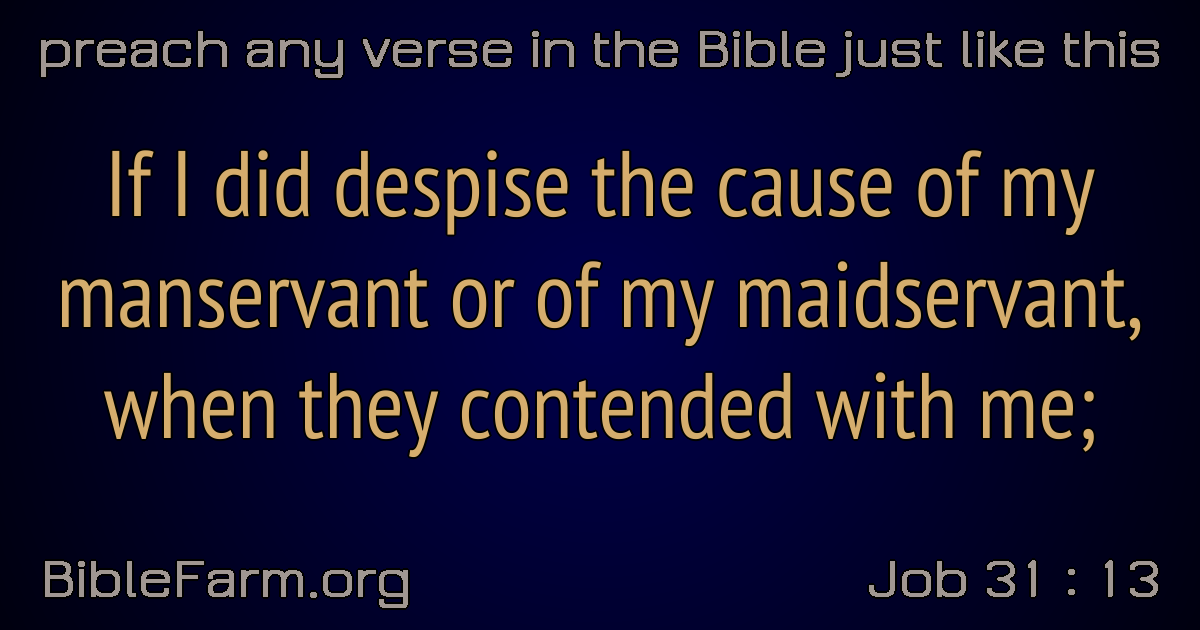 preach any verse in the Bible just like this
If I did despise the cause of my
manservant or of my maidservant,
when they contended with me;
BibleFarm.org
Job 31 : 13